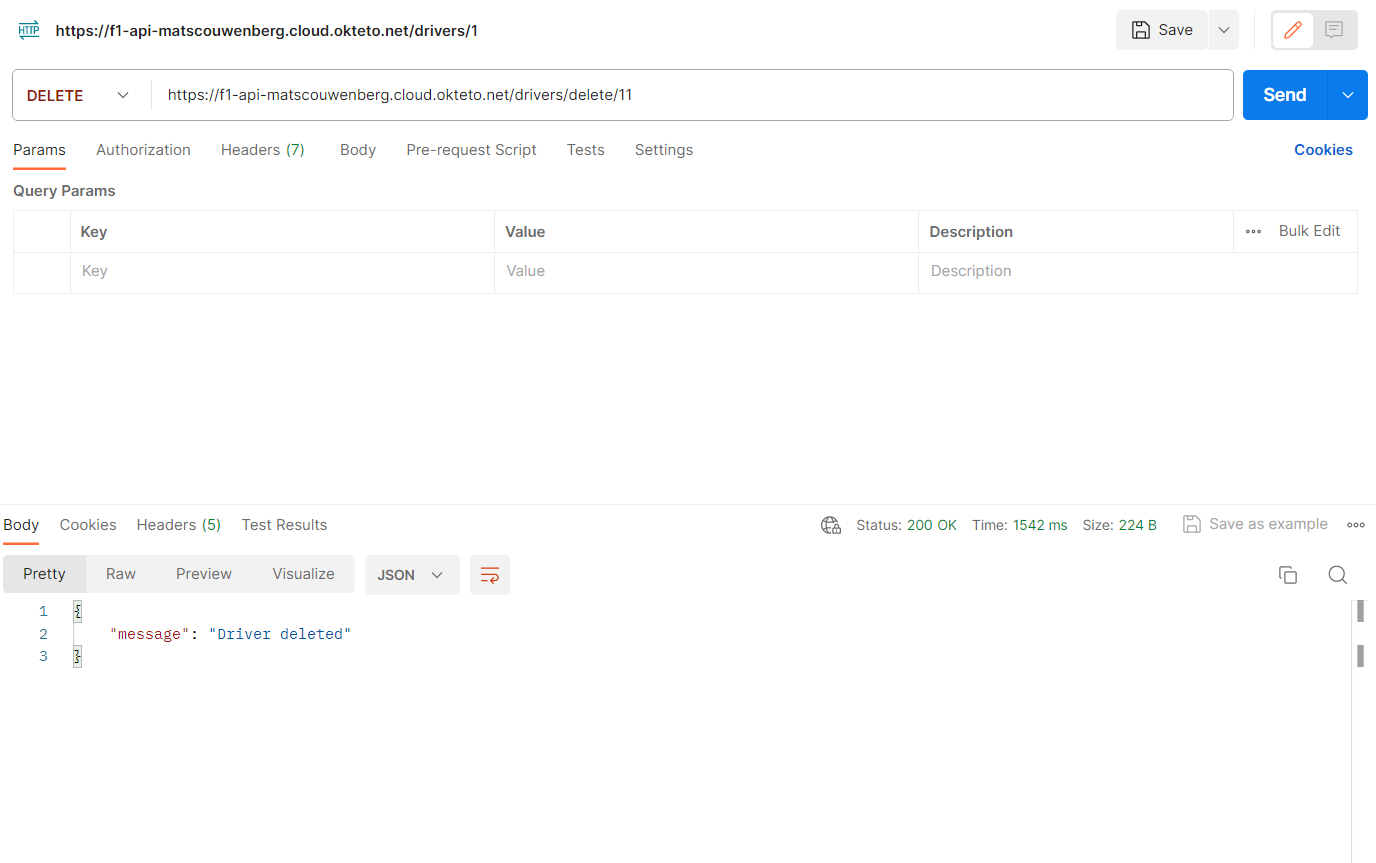 HTTP https://f1-api-matscouwenberg.cloud.okteto.net/drivers/1 Save
DELETE https://f1-api-matscouwenberg.cloud.okteto.net/drivers/delete/11 Send
Params Authorization Headers (7) Body Pre-request Script Tests Settings Cookies
Query Params
Key Value Description Bulk Edit
Key Value Description
Body Cookies Headers (5) Test Results Status: 200 OK Time: 1542 ms Size: 224 B Save as example
Pretty Raw Preview Visualize JSON
1 {
2 "message": "Driver deleted"
3 }